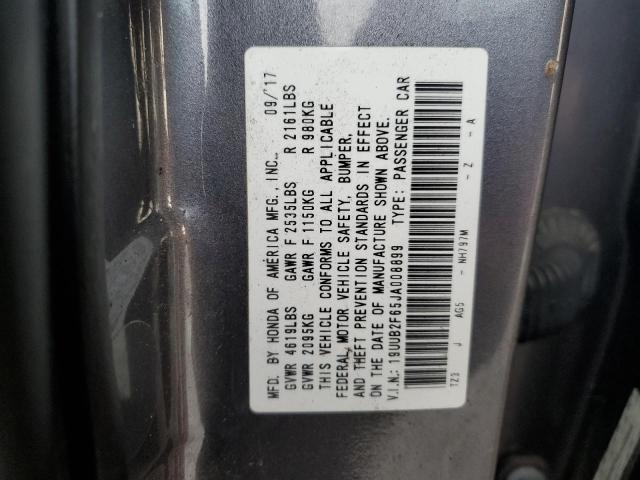 MFD. BY HONDA OF AMERICA MFG., INC. 09/'17
GVWR 4619LBS GAWR F 2535LBS R 2161LBS
GVWR 2095KG GAWR F 1150KG R 980KG
THIS VEHICLE CONFORMS TO ALL APPLICABLE
FEDERAL MOTOR VEHICLE SAFETY, BUMPER,
AND THEFT PREVENTION STANDARDS IN EFFECT
ON THE DATE OF MANUFACTURE SHOWN ABOVE.
V.I.N.: 19UUB2F65JA008899 TYPE: PASSENGER CAR
TZ3 J AG5 - NH797M - Z - A